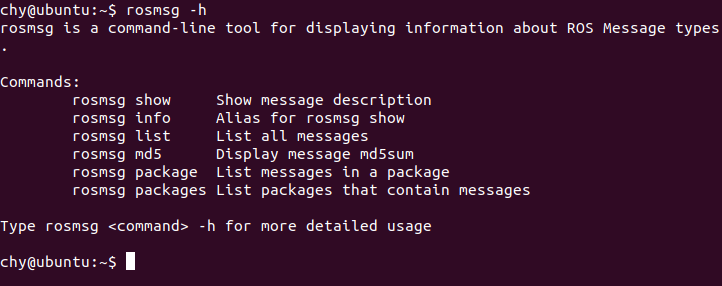 chy@ubuntu:~$ rosmsg -h
rosmsg is a command-line tool for displaying information about ROS Message types
.
Commands:
rosmsg show Show message description
rosmsg info Alias for rosmsg show
rosmsg list List all messages
rosmsg md5 Display message md5sum
rosmsg package List messages in a package
rosmsg packages List packages that contain messages
Type rosmsg <command> -h for more detailed usage
chy@ubuntu:~$